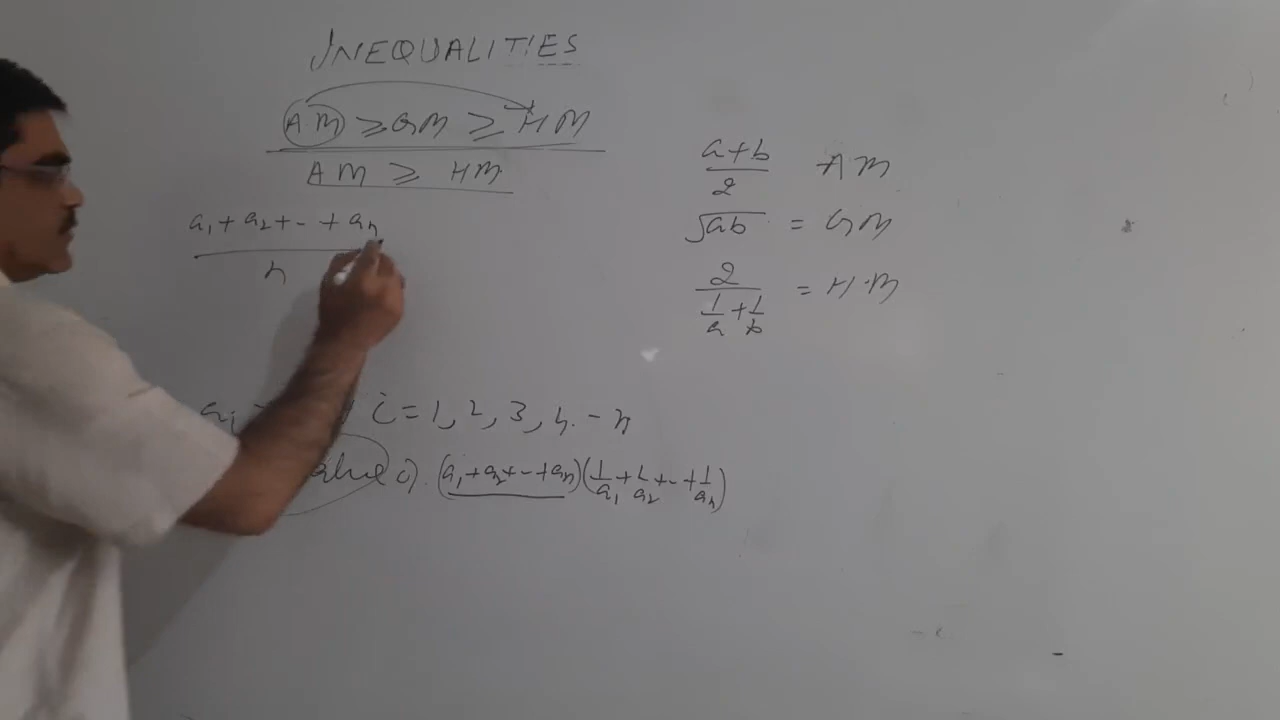 INEQUALITIES
AM ≥ GM ≥ HM
AM ≥ HM
a₁ + a₂ + - + aₙ
n
a + b
2
AM
√ab = GM
2
1/a + 1/b
= H.M
aᵢ
i = 1, 2, 3, 4 . - n
(a₁ + a₂ + - + aₙ)(1/a₁ + 1/a₂ + - + 1/aₙ)